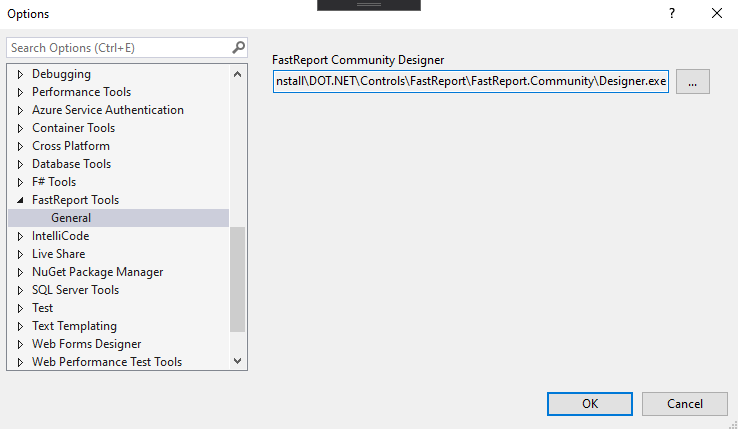 Options
?
Search Options (Ctrl+E)
Debugging
Performance Tools
Azure Service Authentication
Container Tools
Cross Platform
Database Tools
F# Tools
FastReport Tools
General
IntelliCode
Live Share
NuGet Package Manager
SQL Server Tools
Test
Text Templating
Web Forms Designer
Web Performance Test Tools
FastReport Community Designer
nstall\DOT.NET\Controls\FastReport\FastReport.Community\Designer.exe
...
OK
Cancel